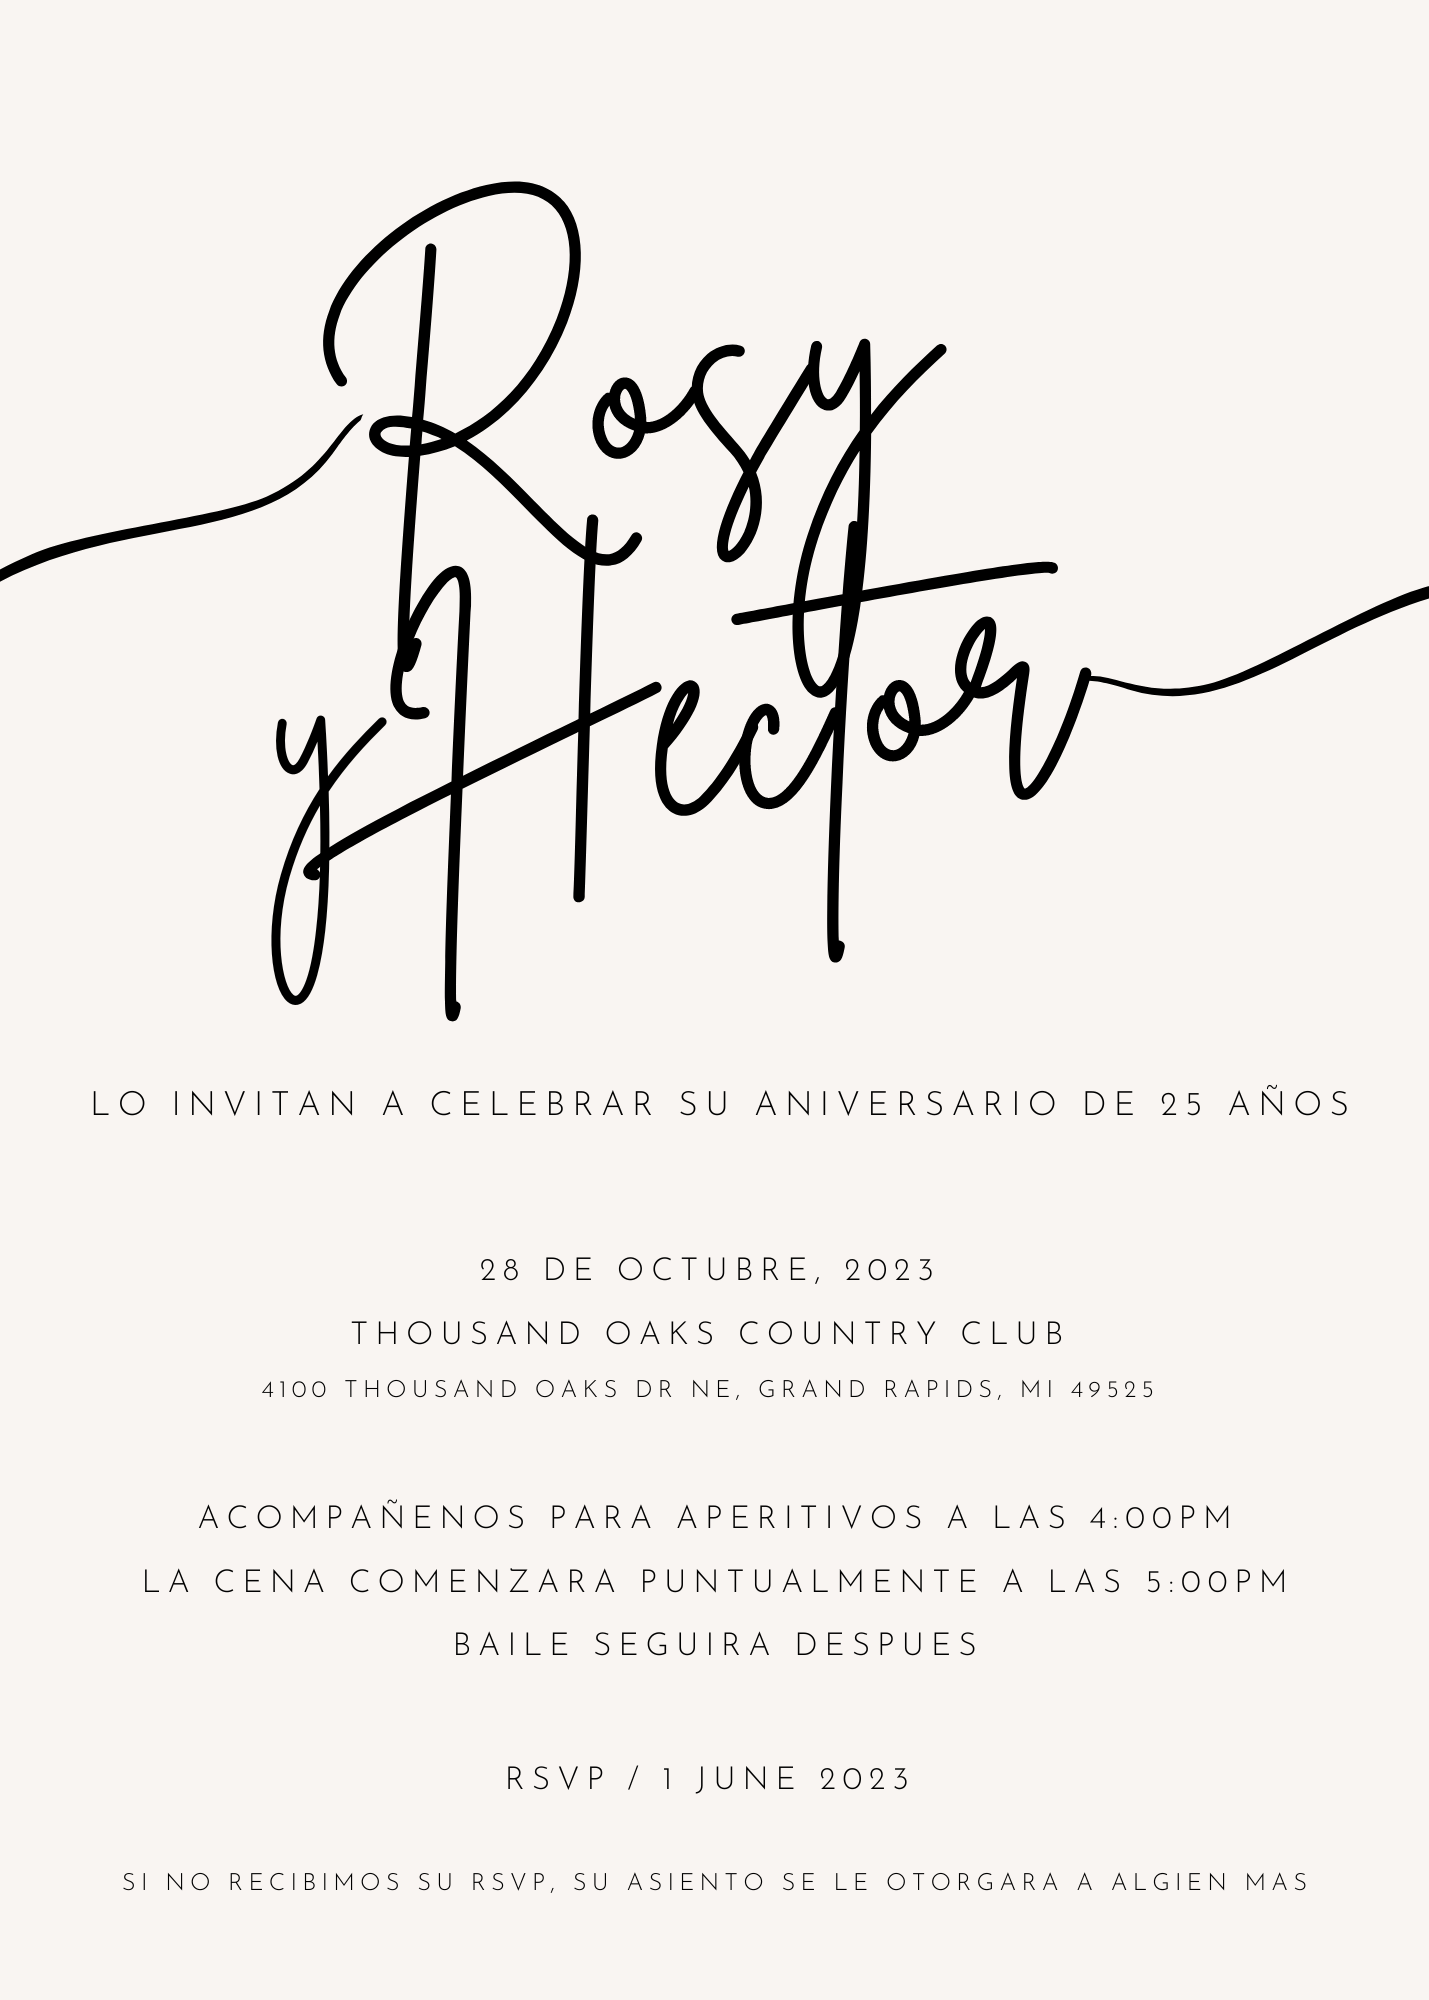 Rosy
y Hector
LO INVITAN A CELEBRAR SU ANIVERSARIO DE 25 AÑOS
28 DE OCTUBRE, 2023
THOUSAND OAKS COUNTRY CLUB
4100 THOUSAND OAKS DR NE, GRAND RAPIDS, MI 49525
ACOMPAÑENOS PARA APERITIVOS A LAS 4:00PM
LA CENA COMENZARA PUNTUALMENTE A LAS 5:00PM
BAILE SEGUIRA DESPUES
RSVP / 1 JUNE 2023
SI NO RECIBIMOS SU RSVP, SU ASIENTO SE LE OTORGARA A ALGIEN MAS